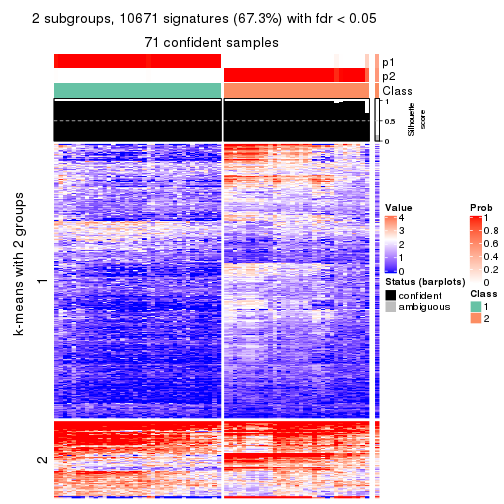 2 subgroups, 10671 signatures (67.3%) with fdr < 0.05
71 confident samples
p1
p2
Class
1
0.5
0
Silhouette
score
k-means with 2 groups
1
2
Value
4
3
2
1
0
Status (barplots)
confident
ambiguous
Prob
1
0.8
0.6
0.4
0.2
0
Class
1
2